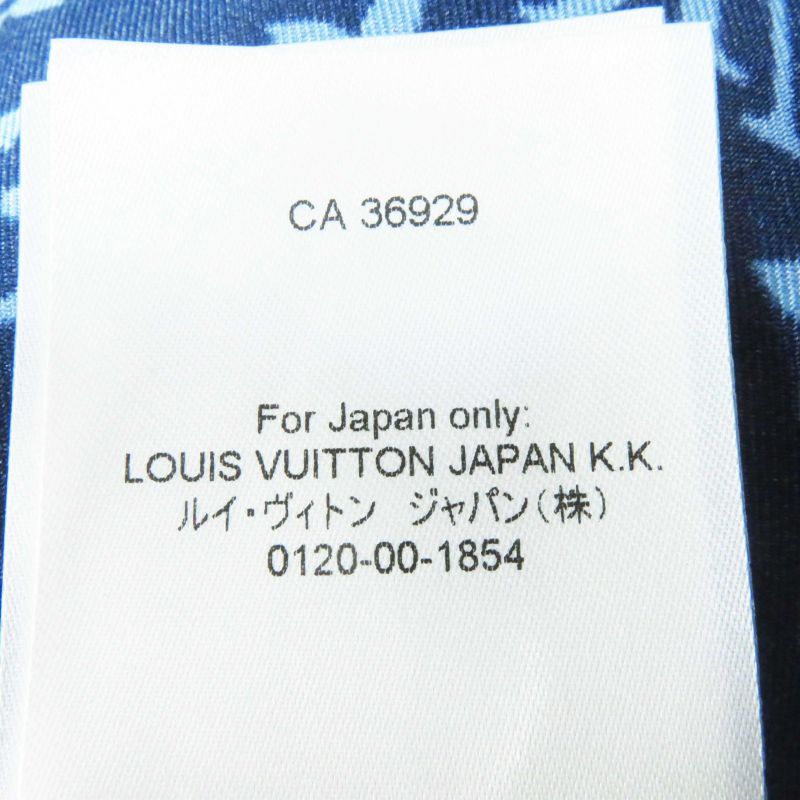 CA 36929
For Japan only:
LOUIS VUITTON JAPAN K.K.
ルイ・ヴィトン ジャパン(株)
0120-00-1854